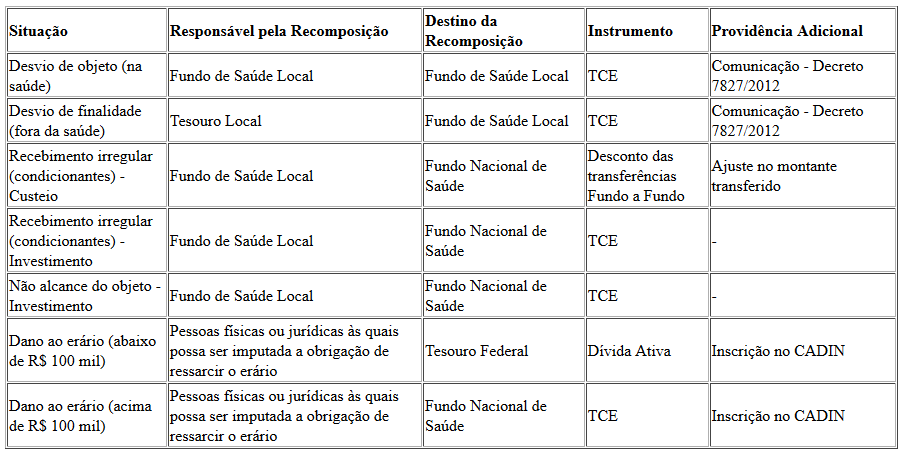 Situação
Responsável pela Recomposição
Destino da
Recomposição
Instrumento
Providência Adicional
Desvio de objeto (na
saúde)
Fundo de Saúde Local
Fundo de Saúde Local
TCE
Comunicação - Decreto
7827/2012
Desvio de finalidade
(fora da saúde)
Tesouro Local
Fundo de Saúde Local
TCE
Comunicação - Decreto
7827/2012
Recebimento irregular
(condicionantes) -
Custeio
Fundo de Saúde Local
Fundo Nacional de
Saúde
Desconto das
transferências
Fundo a Fundo
Ajuste no montante
transferido
Recebimento irregular
(condicionantes) -
Investimento
Fundo de Saúde Local
Fundo Nacional de
Saúde
TCE
-
Não alcance do objeto -
Investimento
Fundo de Saúde Local
Fundo Nacional de
Saúde
TCE
-
Dano ao erário (abaixo
de R$ 100 mil)
Pessoas físicas ou jurídicas às quais
possa ser imputada a obrigação de
ressarcir o erário
Tesouro Federal
Dívida Ativa
Inscrição no CADIN
Dano ao erário (acima
de R$ 100 mil)
Pessoas físicas ou jurídicas às quais
possa ser imputada a obrigação de
ressarcir o erário
Fundo Nacional de
Saúde
TCE
Inscrição no CADIN